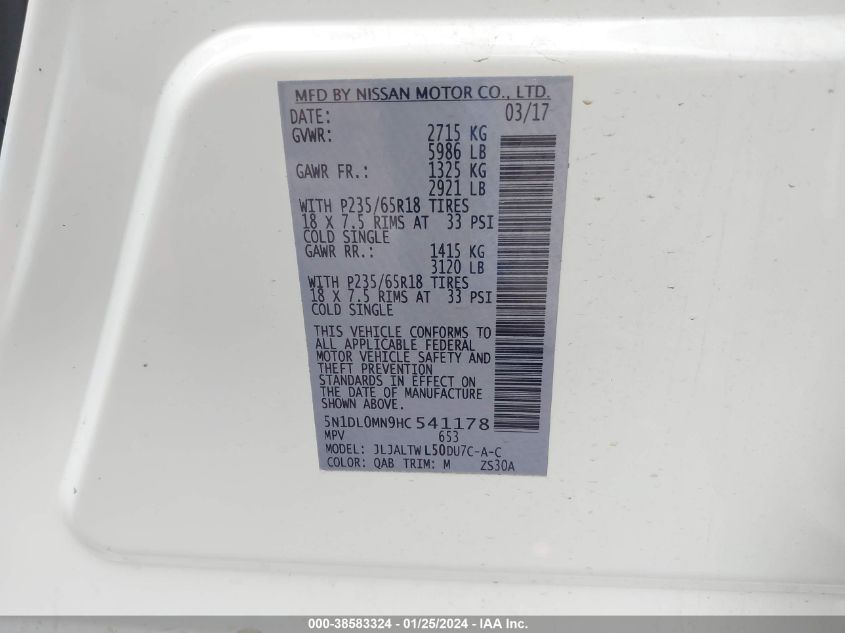 MFD BY NISSAN MOTOR CO., LTD.
DATE: 03/17
GVWR: 2715 KG
5986 LB
GAWR FR.: 1325 KG
2921 LB
WITH P235/65R18 TIRES
18 X 7.5 RIMS AT 33 PSI
COLD SINGLE
GAWR RR.: 1415 KG
3120 LB
WITH P235/65R18 TIRES
18 X 7.5 RIMS AT 33 PSI
COLD SINGLE
THIS VEHICLE CONFORMS TO
ALL APPLICABLE FEDERAL
MOTOR VEHICLE SAFETY AND
THEFT PREVENTION
STANDARDS IN EFFECT ON
THE DATE OF MANUFACTURE
SHOWN ABOVE.
5N1DL0MN9HC541178
MPV 653
MODEL: JLJALTWL50DU7C-A-C
COLOR: QAB TRIM: M ZS30A
000-38583324 - 01/25/2024 - IAA Inc.